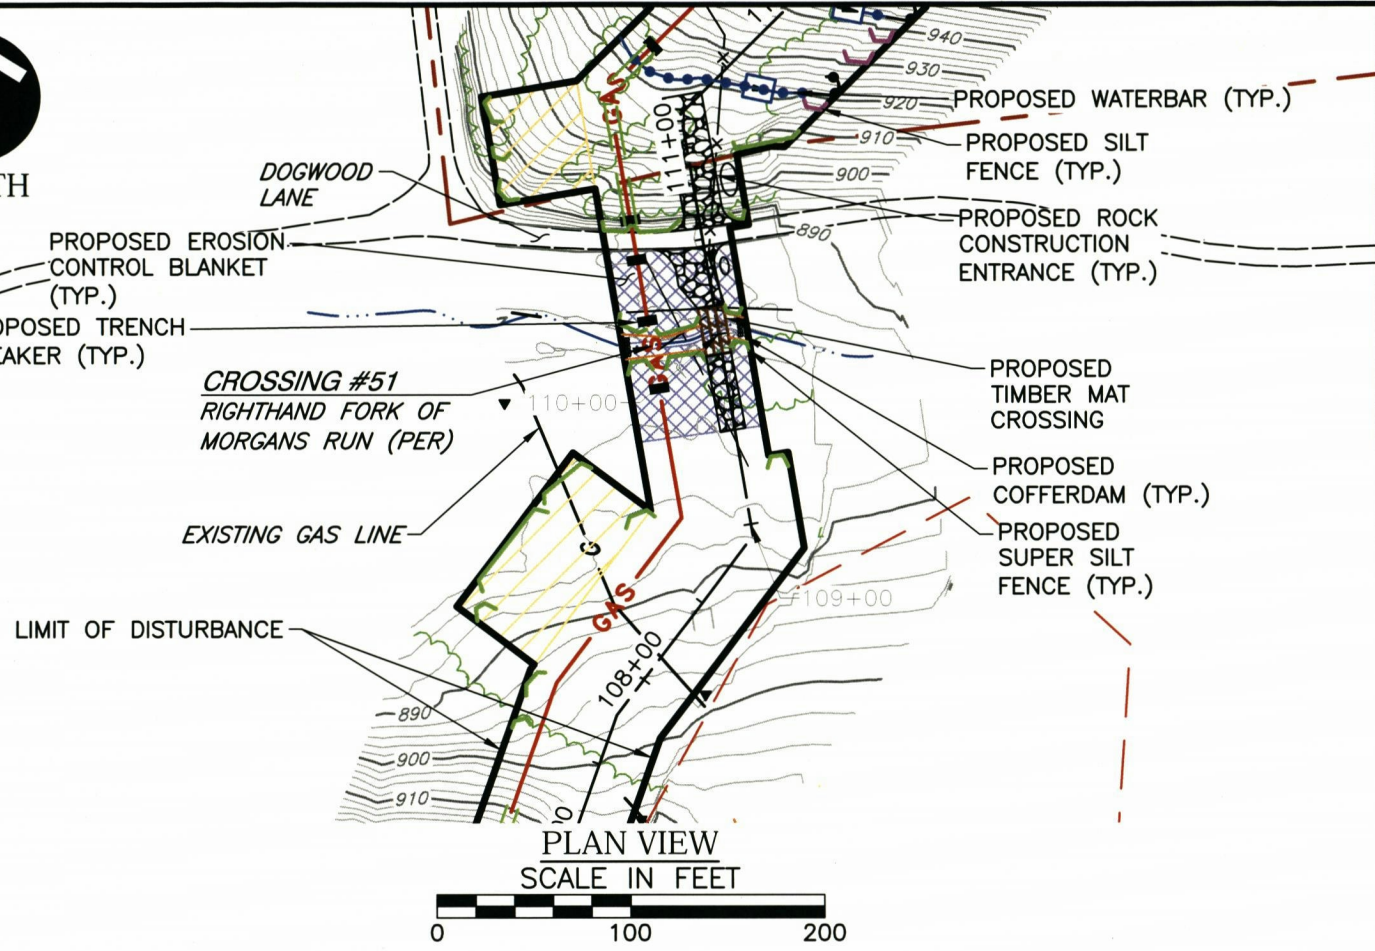 940
930
920
910
900
890
PROPOSED WATERBAR (TYP.)
PROPOSED SILT
FENCE (TYP.)
GAS
111+00
TH
DOGWOOD
LANE
PROPOSED ROCK
CONSTRUCTION
ENTRANCE (TYP.)
PROPOSED EROSION
CONTROL BLANKET
(TYP.)
OPOSED TRENCH
EAKER (TYP.)
GAS
CROSSING #51
RIGHTHAND FORK OF
MORGANS RUN (PER)
110+00
PROPOSED
TIMBER MAT
CROSSING
PROPOSED
COFFERDAM (TYP.)
EXISTING GAS LINE
G
PROPOSED
SUPER SILT
FENCE (TYP.)
109+00
GAS
LIMIT OF DISTURBANCE
108+00
890
900
910
PLAN VIEW
SCALE IN FEET
0 100 200